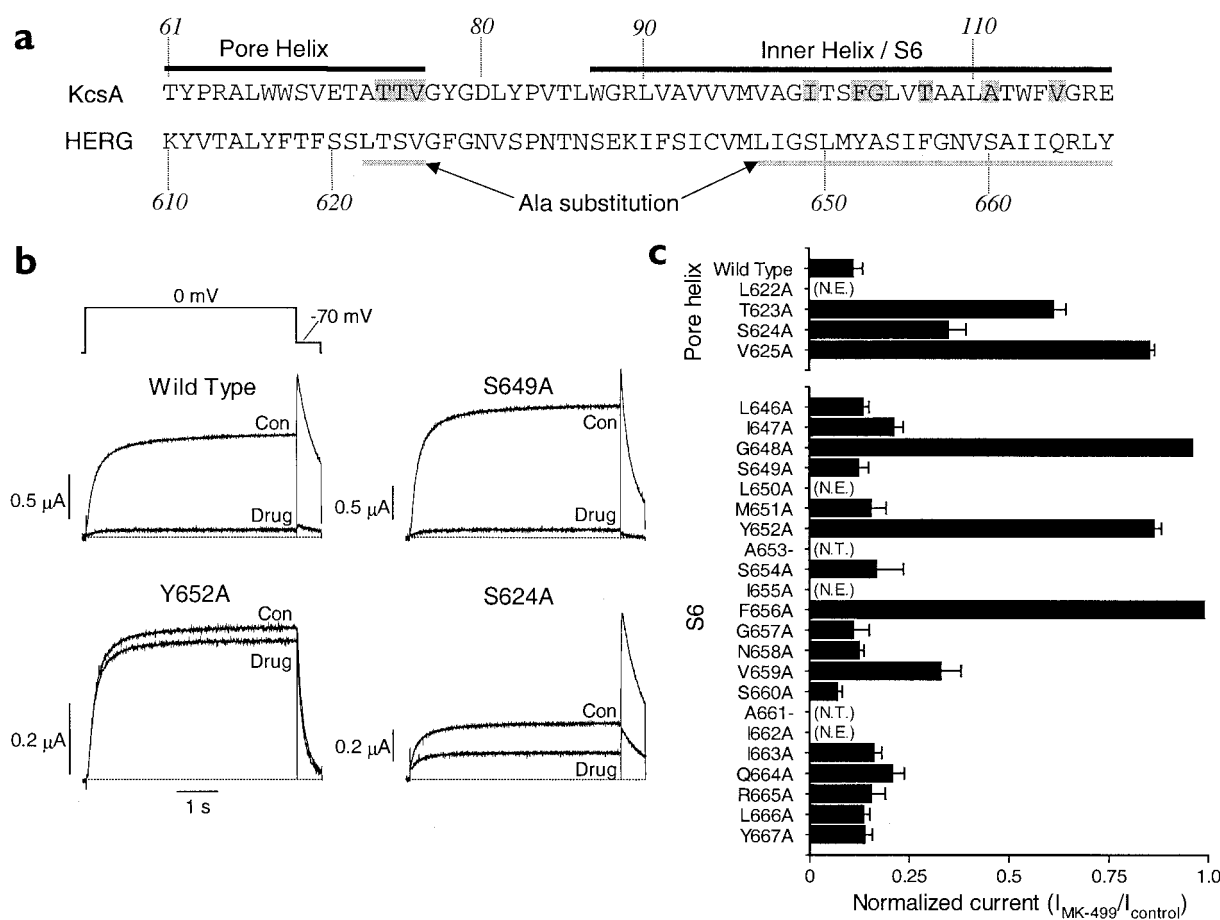 a
61 80 90 110
Pore Helix Inner Helix / S6
KcsA TYPRALWWSVETATTVGYGDLYPVTLWGRLVAVVVMVAGITSFGLVTAALATWFVGRE
HERG KYVTALYFTFSSLTSVGFGNVSPNTNSEKIFSICVMLIGSLMYASIFGNVSAIIQRLY
Ala substitution
610 620 650 660
b
0 mV
-70 mV
Wild Type
Con
0.5 µA
Drug
S649A
Con
0.5 µA
Drug
Y652A
Con
Drug
0.2 µA
1 s
S624A
Con
0.2 µA
Drug
c
Pore helix
Wild Type
L622A (N.E.)
T623A
S624A
V625A
S6
L646A
I647A
G648A
S649A
L650A (N.E.)
M651A
Y652A
A653- (N.T.)
S654A
I655A (N.E.)
F656A
G657A
N658A
V659A
S660A
A661- (N.T.)
I662A (N.E.)
I663A
Q664A
R665A
L666A
Y667A
0 0.25 0.5 0.75 1.0
Normalized current (I MK-499/I control)